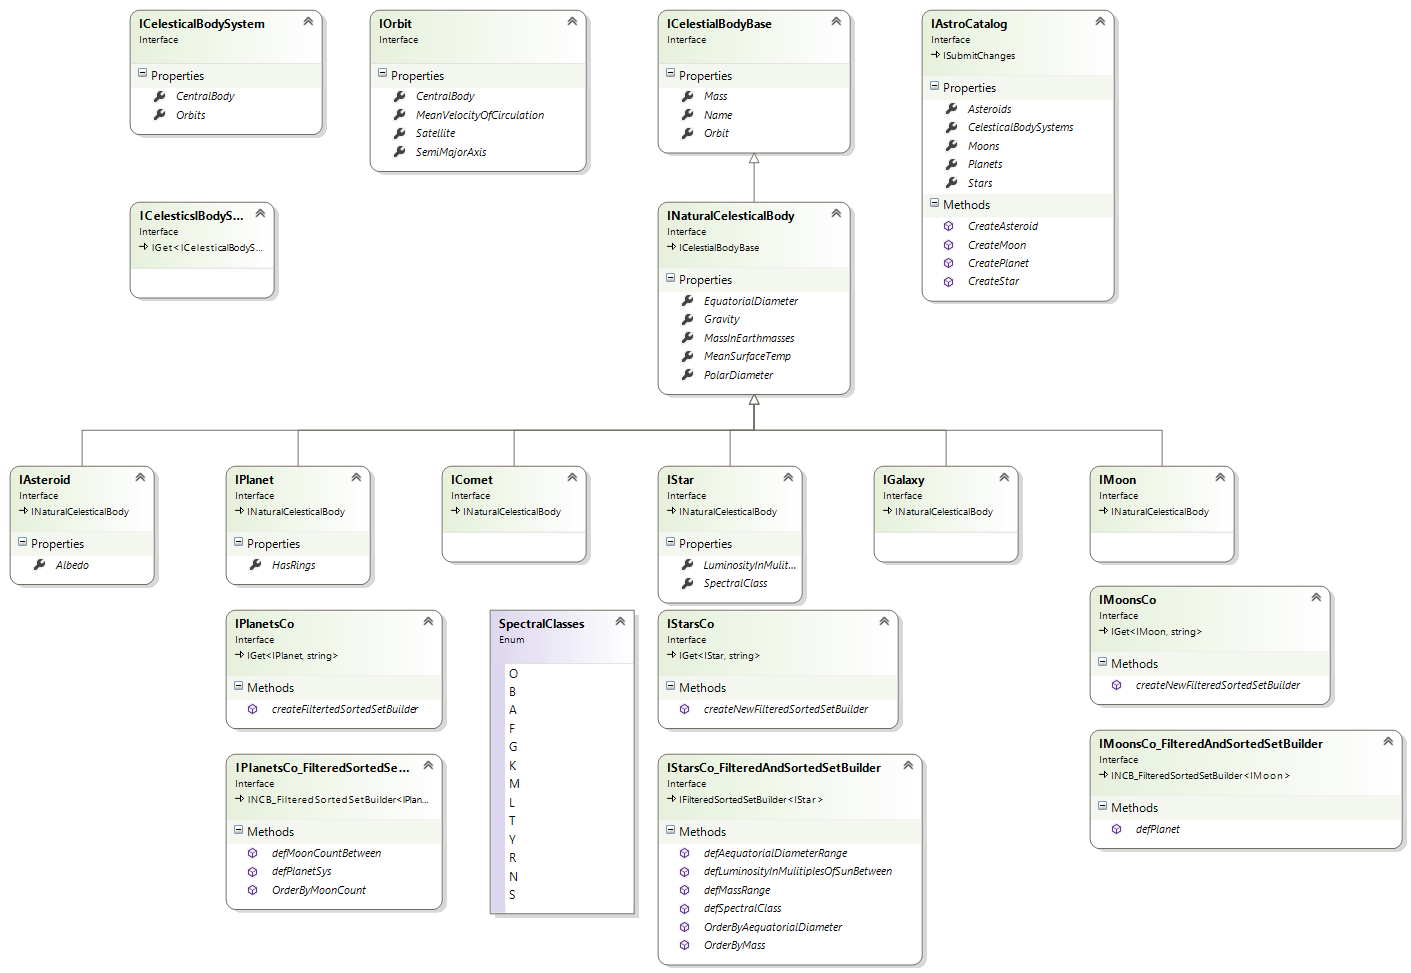 ICelesticalBodySystem
Interface
Properties
CentralBody
Orbits
IOrbit
Interface
Properties
CentralBody
MeanVelocityOfCirculation
Satellite
SemiMajorAxis
ICelestialBodyBase
Interface
Properties
Mass
Name
Orbit
IAstroCatalog
Interface
ISubmitChanges
Properties
Asteroids
CelesticalBodySystems
Moons
Planets
Stars
Methods
CreateAsteroid
CreateMoon
CreatePlanet
CreateStar
ICelesticslBodyS...
Interface
IGet<ICelesticalBodyS...
INaturalCelesticalBody
Interface
ICelestialBodyBase
Properties
EquatorialDiameter
Gravity
MassInEarthmasses
MeanSurfaceTemp
PolarDiameter
IAsteroid
Interface
INaturalCelesticalBody
Properties
Albedo
IPlanet
Interface
INaturalCelesticalBody
Properties
HasRings
IComet
Interface
INaturalCelesticalBody
IStar
Interface
INaturalCelesticalBody
Properties
LuminosityInMulit...
SpectralClass
IGalaxy
Interface
INaturalCelesticalBody
IMoon
Interface
INaturalCelesticalBody
IPlanetsCo
Interface
IGet<IPlanet, string>
Methods
createFiltertedSortedSetBuilder
SpectralClasses
Enum
O
B
A
F
G
K
M
L
T
Y
R
N
S
IStarsCo
Interface
IGet<IStar, string>
Methods
createNewFilteredSortedSetBuilder
IMoonsCo
Interface
IGet<IMoon, string>
Methods
createNewFilteredSortedSetBuilder
IPlanetsCo_FilteredSortedSe...
Interface
INCB_FilteredSortedSetBuilder<IPlan...
Methods
defMoonCountBetween
defPlanetSys
OrderByMoonCount
IStarsCo_FilteredAndSortedSetBuilder
Interface
IFilteredSortedSetBuilder<IStar>
Methods
defAequatorialDiameterRange
defLuminosityInMulitiplesOfSunBetween
defMassRange
defSpectralClass
OrderByAequatorialDiameter
OrderByMass
IMoonsCo_FilteredAndSortedSetBuilder
Interface
INCB_FilteredSortedSetBuilder<IMoon>
Methods
defPlanet